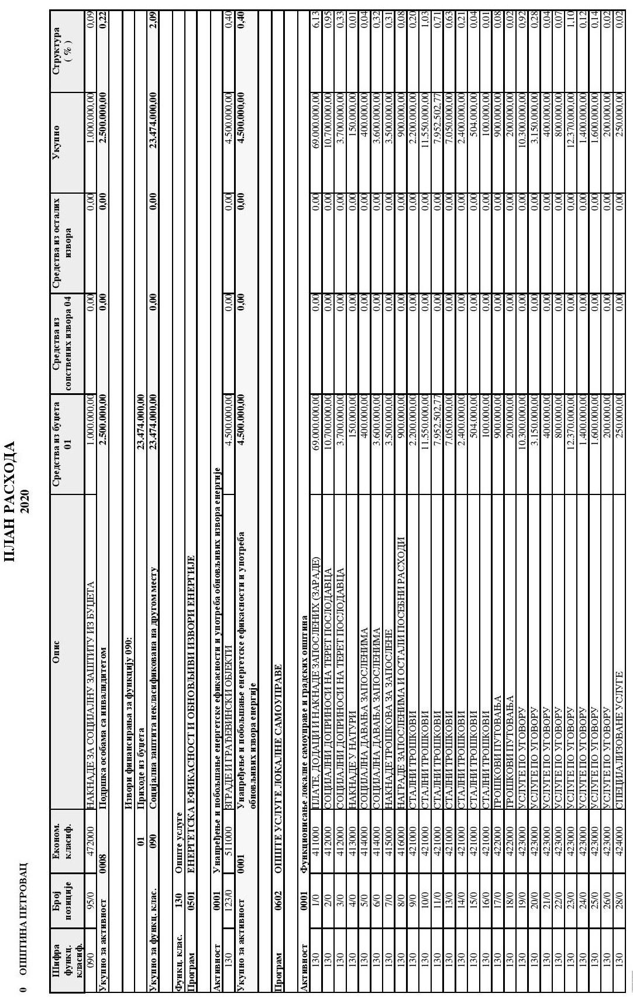 0 ОПШТИНА ПЕТРОВАЦ
ПЛАН РАСХОДА
2020
Шифра функц. класиф. Број позиције Економ. класиф. Опис Средства из буџета 01 Средства из сопствених извора 04 Средства из осталих извора Укупно Структура ( % )
090 95/0 472000 НАКНАДЕ ЗА СОЦИЈАЛНУ ЗАШТИТУ ИЗ БУЏЕТА 1.000.000,00 0,00 0,00 1.000.000,00 0,09
Укупно за активност 0008 Подршка особама са инвалидитетом 2.500.000,00 0,00 0,00 2.500.000,00 0,22
Извори финансирања за функцију 090:
01 Приходе из буџета 23.474.000,00
Укупно за функц. клас. 090 Социјална заштита некласификована на другом месту 23.474.000,00 0,00 0,00 23.474.000,00 2,09
Функц. клас. 130 Опште услуге
Програм 0501 ЕНЕРГЕТСКА ЕФИКАСНОСТ И ОБНОВЉИВИ ИЗВОРИ ЕНЕРГИЈЕ
Активност 0001 Унапређење и побољшање енергетске ефикасности и употреба обновљивих извора енергије
130 123/0 511000 ЗГРАДЕ И ГРАЂЕВИНСКИ ОБЈЕКТИ 4.500.000,00 0,00 0,00 4.500.000,00 0,40
Укупно за активност 0001 Унапређење и побољшање енергетске ефикасности и употреба 4.500.000,00 0,00 0,00 4.500.000,00 0,40
обновљивих извора енергије
Програм 0602 ОПШТЕ УСЛУГЕ ЛОКАЛНЕ САМОУПРАВЕ
Активност 0001 Функционисање локалне самоуправе и градских општина
130 1/0 411000 ПЛАТЕ, ДОДАЦИ И НАКНАДЕ ЗАПОСЛЕНИХ (ЗАРАДЕ) 69.000.000,00 0,00 0,00 69.000.000,00 6,13
130 2/0 412000 СОЦИЈАЛНИ ДОПРИНОСИ НА ТЕРЕТ ПОСЛОДАВЦА 10.700.000,00 0,00 0,00 10.700.000,00 0,95
130 3/0 412000 СОЦИЈАЛНИ ДОПРИНОСИ НА ТЕРЕТ ПОСЛОДАВЦА 3.700.000,00 0,00 0,00 3.700.000,00 0,33
130 4/0 413000 НАКНАДЕ У НАТУРИ 150.000,00 0,00 0,00 150.000,00 0,01
130 5/0 414000 СОЦИЈАЛНА ДАВАЊА ЗАПОСЛЕНИМА 400.000,00 0,00 0,00 400.000,00 0,04
130 6/0 414000 СОЦИЈАЛНА ДАВАЊА ЗАПОСЛЕНИМА 3.600.000,00 0,00 0,00 3.600.000,00 0,32
130 7/0 415000 НАКНАДЕ ТРОШКОВА ЗА ЗАПОСЛЕНЕ 3.500.000,00 0,00 0,00 3.500.000,00 0,31
130 8/0 416000 НАГРАДЕ ЗАПОСЛЕНИМА И ОСТАЛИ ПОСЕБНИ РАСХОДИ 900.000,00 0,00 0,00 900.000,00 0,08
130 9/0 421000 СТАЛНИ ТРОШКОВИ 2.200.000,00 0,00 0,00 2.200.000,00 0,20
130 10/0 421000 СТАЛНИ ТРОШКОВИ 11.550.000,00 0,00 0,00 11.550.000,00 1,03
130 11/0 421000 СТАЛНИ ТРОШКОВИ 7.952.502,77 0,00 0,00 7.952.502,77 0,71
130 13/0 421000 СТАЛНИ ТРОШКОВИ 7.050.000,00 0,00 0,00 7.050.000,00 0,63
130 14/0 421000 СТАЛНИ ТРОШКОВИ 2.400.000,00 0,00 0,00 2.400.000,00 0,21
130 15/0 421000 СТАЛНИ ТРОШКОВИ 504.000,00 0,00 0,00 504.000,00 0,04
130 16/0 421000 СТАЛНИ ТРОШКОВИ 100.000,00 0,00 0,00 100.000,00 0,01
130 17/0 422000 ТРОШКОВИ ПУТОВАЊА 900.000,00 0,00 0,00 900.000,00 0,08
130 18/0 422000 ТРОШКОВИ ПУТОВАЊА 200.000,00 0,00 0,00 200.000,00 0,02
130 19/0 423000 УСЛУГЕ ПО УГОВОРУ 10.300.000,00 0,00 0,00 10.300.000,00 0,92
130 20/0 423000 УСЛУГЕ ПО УГОВОРУ 3.150.000,00 0,00 0,00 3.150.000,00 0,28
130 21/0 423000 УСЛУГЕ ПО УГОВОРУ 400.000,00 0,00 0,00 400.000,00 0,04
130 22/0 423000 УСЛУГЕ ПО УГОВОРУ 800.000,00 0,00 0,00 800.000,00 0,07
130 23/0 423000 УСЛУГЕ ПО УГОВОРУ 12.370.000,00 0,00 0,00 12.370.000,00 1,10
130 24/0 423000 УСЛУГЕ ПО УГОВОРУ 1.400.000,00 0,00 0,00 1.400.000,00 0,12
130 25/0 423000 УСЛУГЕ ПО УГОВОРУ 1.600.000,00 0,00 0,00 1.600.000,00 0,14
130 26/0 423000 УСЛУГЕ ПО УГОВОРУ 200.000,00 0,00 0,00 200.000,00 0,02
130 28/0 424000 СПЕЦИЈАЛИЗОВАНЕ УСЛУГЕ 250.000,00 0,00 0,00 250.000,00 0,02